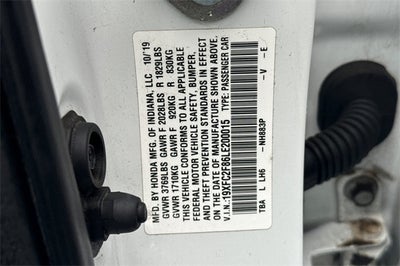 MFD. BY HONDA MFG. OF INDIANA, LLC 10/19
GVWR 3769LBS GAWR F 2028LBS R 1829LBS
GVWR 1710KG GAWR F 920KG R 830KG
THIS VEHICLE CONFORMS TO ALL APPLICABLE
FEDERAL MOTOR VEHICLE SAFETY, BUMPER,
AND THEFT PREVENTION STANDARDS IN EFFECT
ON THE DATE OF MANUFACTURE SHOWN ABOVE.
V.I.N.:19XFC2F86LE200015 TYPE: PASSENGER CAR
TBA L LH6 -NH883P -V -E